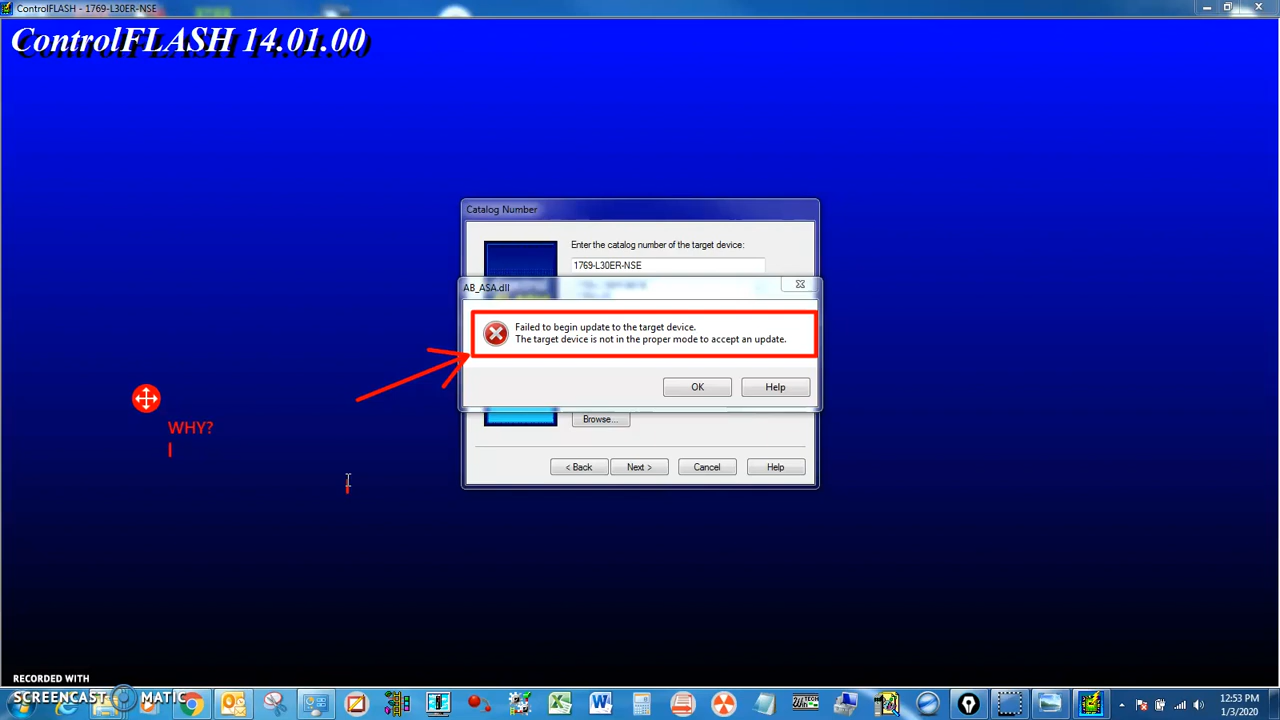 ControlFLASH - 1769-L30ER-NSE
ControlFLASH 14.01.00
Catalog Number
Enter the catalog number of the target device:
1769-L30ER-NSE
AB_ASA.dll
Failed to begin update to the target device.
The target device is not in the proper mode to accept an update.
OK
Help
WHY?
Browse...
< Back
Next >
Cancel
Help
RECORDED WITH
SCREENCAST MATIC
12:53 PM
1/3/2020